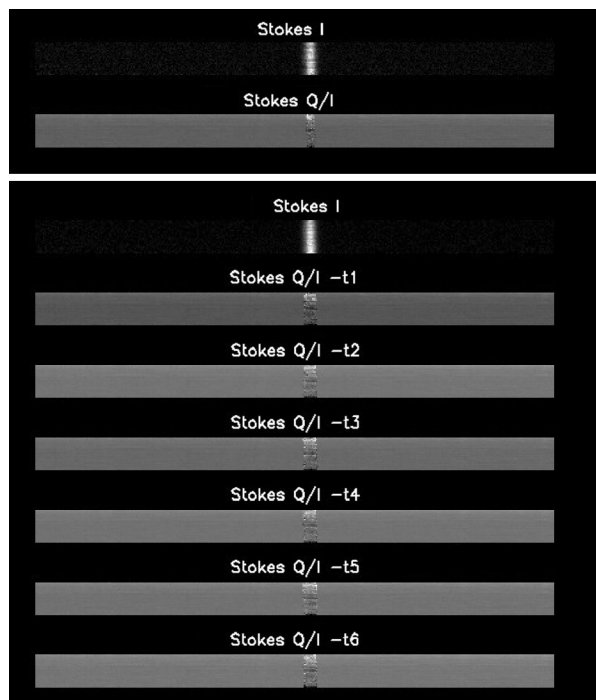 Stokes I
Stokes Q/I
Stokes I
Stokes Q/I -t1
Stokes Q/I -t2
Stokes Q/I -t3
Stokes Q/I -t4
Stokes Q/I -t5
Stokes Q/I -t6